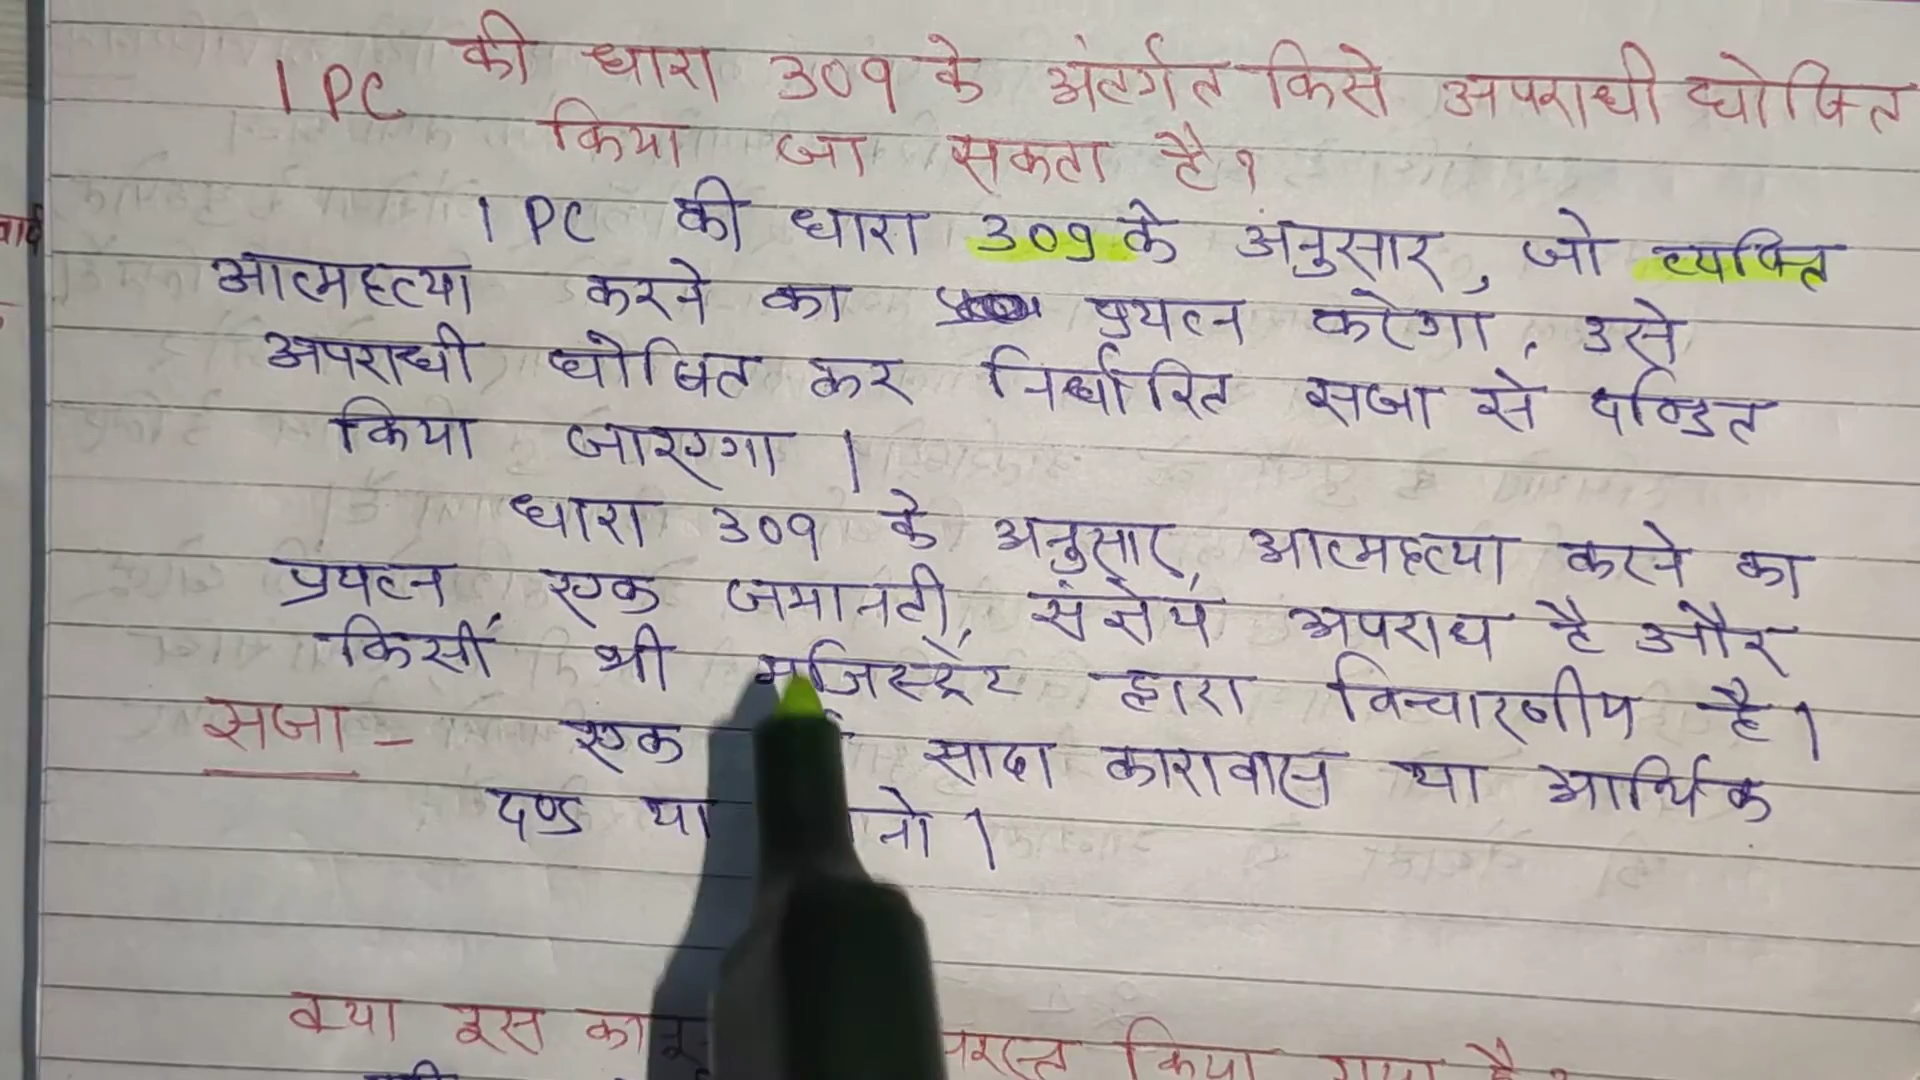 IPC की धारा 309 के अंतर्गत किसे अपराधी घोषित
किया जा सकता है?
IPC की धारा 309 के अनुसार, जो व्यक्ति
आत्महत्या करने का प्रयत्न करेगा, उसे
अपराधी घोषित कर निर्धारित सजा से दण्डित
किया जाएगा।
धारा 309 के अनुसार, आत्महत्या करने का
प्रयत्न, एक जमानती, संज्ञेय अपराध है और
किसी भी मजिस्ट्रेट द्वारा विचारणीय है।
सजा - एक सादा कारावास या आर्थिक
दण्ड या
क्या इस किया गया है?